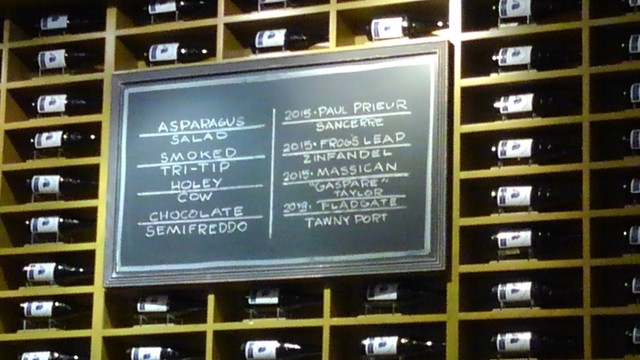 ASPARAGUS
SALAD
SMOKED
TRI-TIP
HOLEY
COW
CHOCOLATE
SEMIFREDDO
2015·PAUL PRIEUR
SANCERRE
2015·FROGS LEAP
ZINFANDEL
2015·MASSICAN
"GASPARE"
TAYLOR
FLADGATE
TAWNY PORT